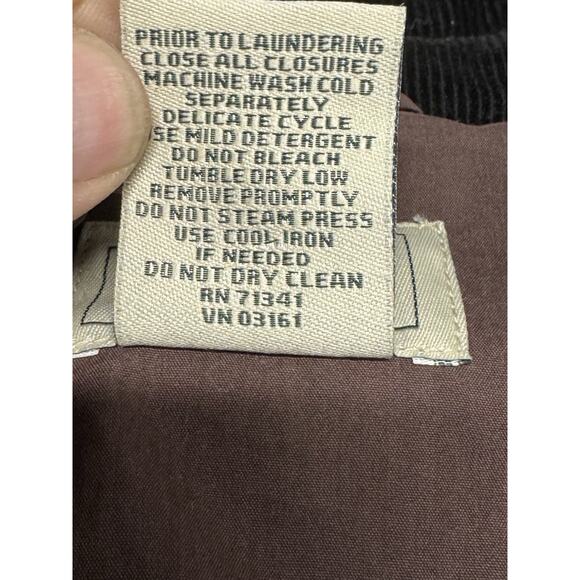 PRIOR TO LAUNDERING
CLOSE ALL CLOSURES
MACHINE WASH COLD
SEPARATELY
DELICATE CYCLE
SE MILD DETERGENT
DO NOT BLEACH
TUMBLE DRY LOW
REMOVE PROMPTLY
DO NOT STEAM PRESS
USE COOL IRON
IF NEEDED
DO NOT DRY CLEAN
RN 71341
VN 03161